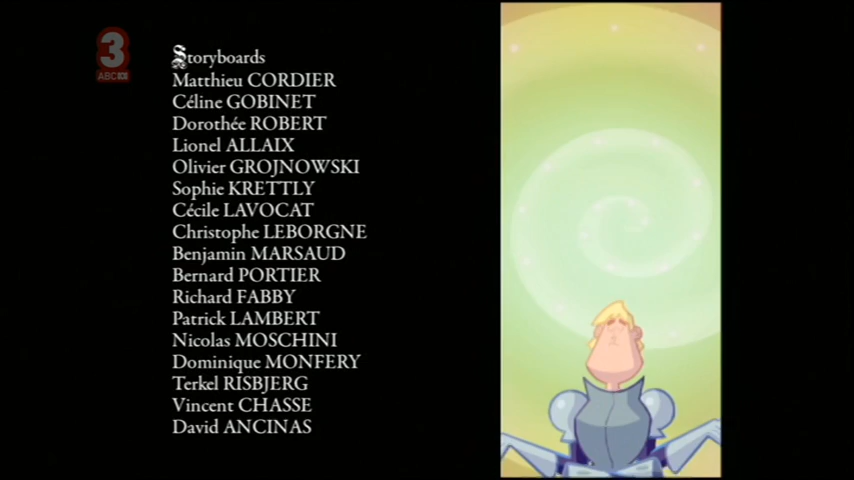 3
ABC
Storyboards
Matthieu CORDIER
Céline GOBINET
Dorothée ROBERT
Lionel ALLAIX
Olivier GROJNOWSKI
Sophie KRETTLY
Cécile LAVOCAT
Christophe LEBORGNE
Benjamin MARSAUD
Bernard PORTIER
Richard FABBY
Patrick LAMBERT
Nicolas MOSCHINI
Dominique MONFERY
Terkel RISBJERG
Vincent CHASSE
David ANCINAS